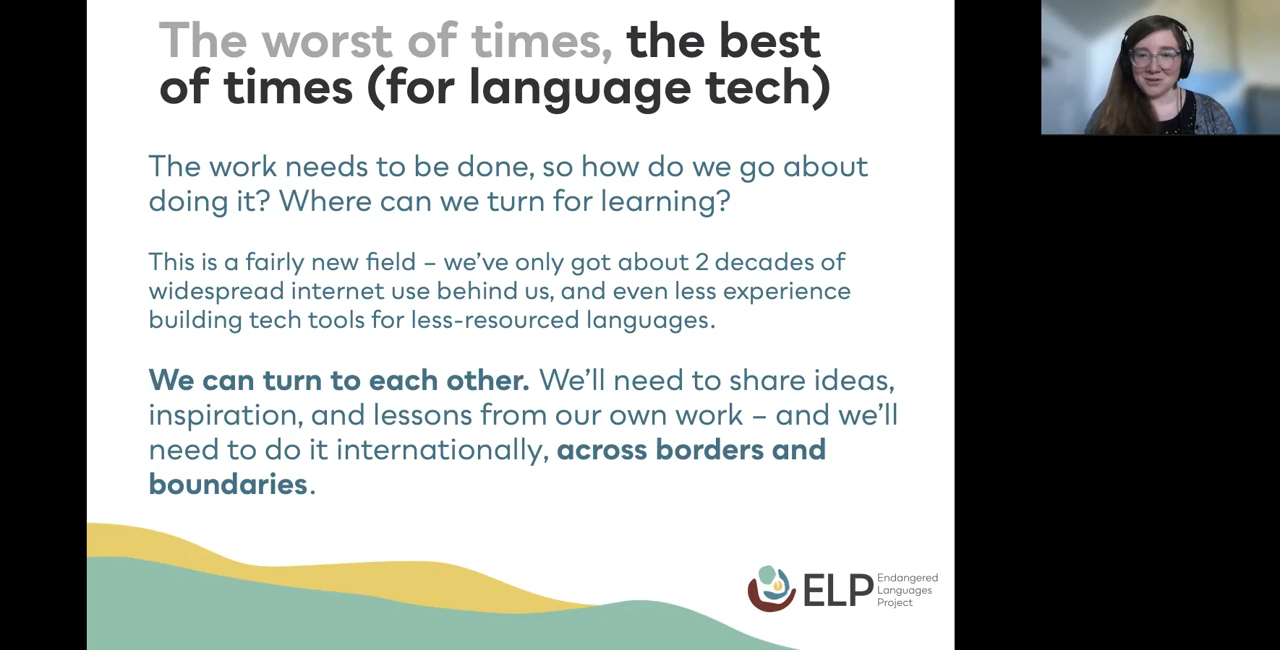 The worst of times, the best
of times (for language tech)
The work needs to be done, so how do we go about
doing it? Where can we turn for learning?
This is a fairly new field – we’ve only got about 2 decades of
widespread internet use behind us, and even less experience
building tech tools for less-resourced languages.
We can turn to each other. We’ll need to share ideas,
inspiration, and lessons from our own work – and we’ll
need to do it internally, across borders and
boundaries.
ELP
Endangered
Languages
Project